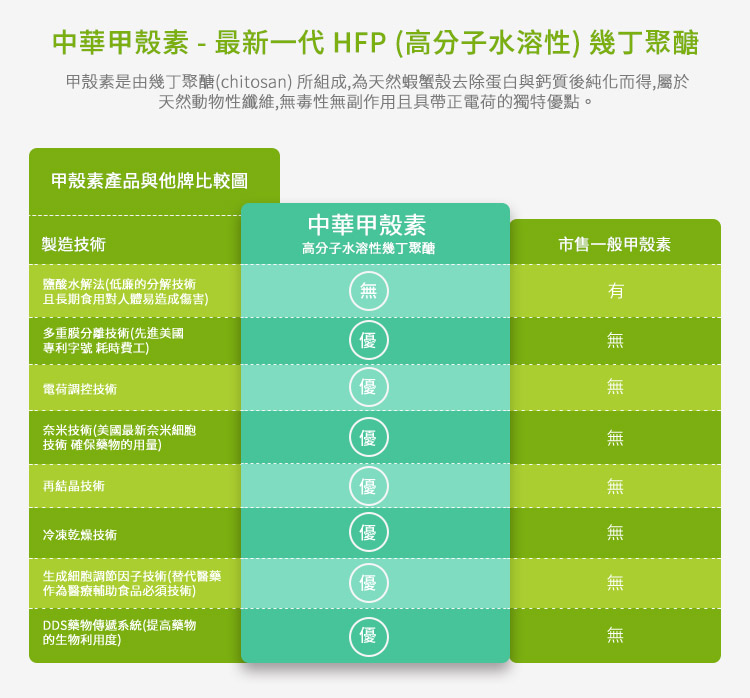 中華甲殼素 - 最新一代 HFP (高分子水溶性) 幾丁聚醣
甲殼素是由幾丁聚醣(chitosan) 所組成,為天然蝦蟹殼去除蛋白與鈣質後純化而得,屬於
天然動物性纖維,無毒性無副作用且具帶正電荷的獨特優點。
甲殼素產品與他牌比較圖
製造技術
中華甲殼素
高分子水溶性幾丁聚醣
市售一般甲殼素
鹽酸水解法(低廉的分解技術
且長期食用對人體易造成傷害)
無
有
多重膜分離技術(先進美國
專利字號 耗時費工)
優
無
電荷調控技術
優
無
奈米技術(美國最新奈米細胞
技術 確保藥物的用量)
優
無
再結晶技術
優
無
冷凍乾燥技術
優
無
生成細胞調節因子技術(替代醫藥
作為醫療輔助食品必須技術)
優
無
DDS藥物傳遞系統(提高藥物
的生物利用度)
優
無